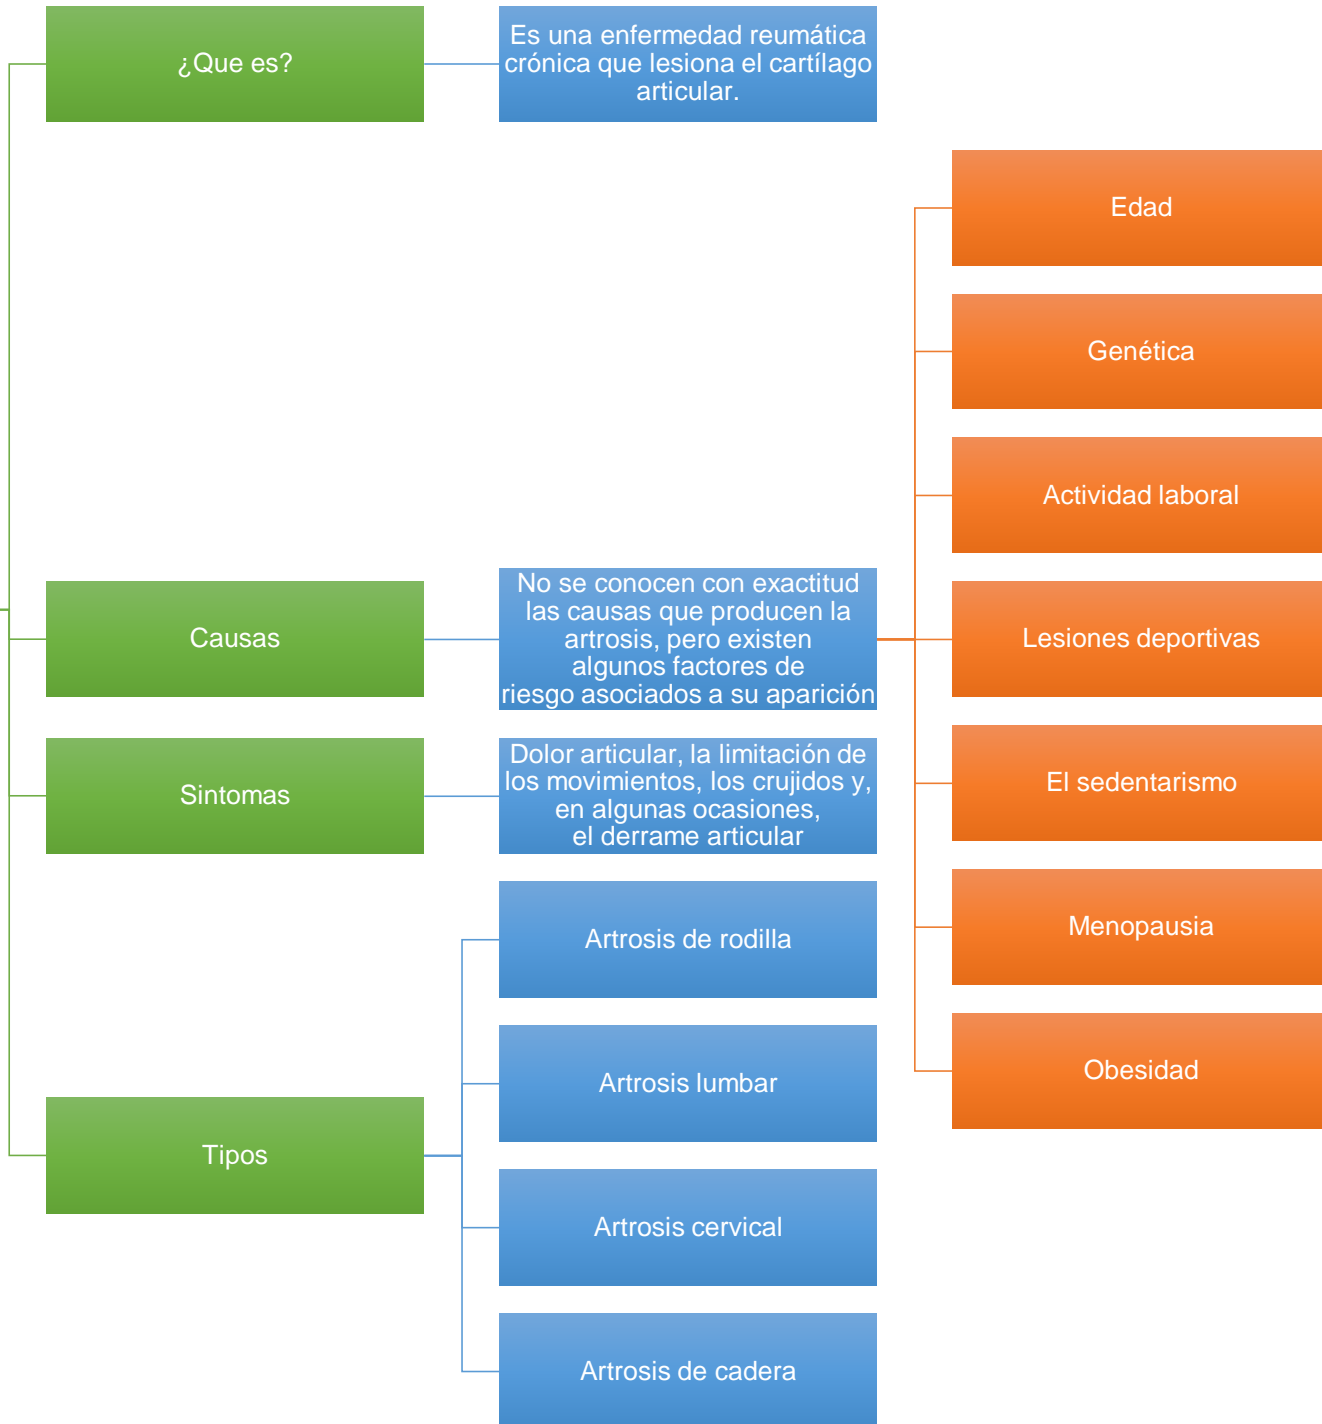 ¿Que es?
Es una enfermedad reumática
crónica que lesiona el cartílago
articular.
Causas
No se conocen con exactitud
las causas que producen la
artrosis, pero existen
algunos factores de
riesgo asociados a su aparición
Edad
Genética
Actividad laboral
Lesiones deportivas
El sedentarismo
Menopausia
Obesidad
Sintomas
Dolor articular, la limitación de
los movimientos, los crujidos y,
en algunas ocasiones,
el derrame articular
Tipos
Artrosis de rodilla
Artrosis lumbar
Artrosis cervical
Artrosis de cadera